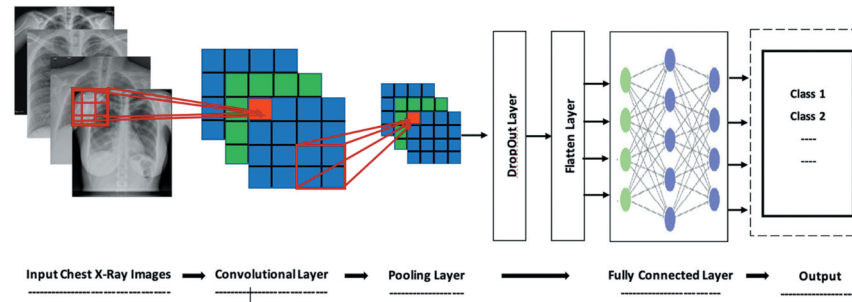 DropOut Layer
Flatten Layer
Class 1
Class 2
----
----
Input Chest X-Ray Images
Convolutional Layer
Pooling Layer
Fully Connected Layer
Output